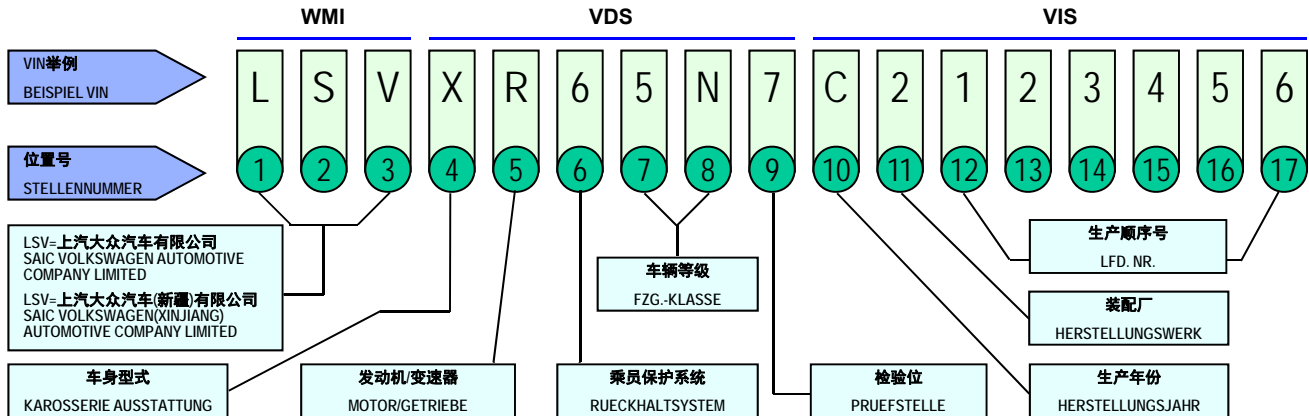 WMI VDS VIS
VIN举例
BEISPIEL VIN
L S V X R 6 5 N 7 C 2 1 2 3 4 5 6
位置号
STELLENNUMMER
1 2 3 4 5 6 7 8 9 10 11 12 13 14 15 16 17
LSV=上汽大众汽车有限公司
SAIC VOLKSWAGEN AUTOMOTIVE
COMPANY LIMITED
LSV=上汽大众汽车(新疆)有限公司
SAIC VOLKSWAGEN(XINJIANG)
AUTOMOTIVE COMPANY LIMITED
车辆等级
FZG.-KLASSE
生产顺序号
LFD. NR.
装配厂
HERSTELLUNGSWERK
车身型式
KAROSSERIE AUSSTATTUNG
发动机/变速器
MOTOR/GETRIEBE
乘员保护系统
RUECKHALTSYSTEM
检验位
PRUEFSTELLE
生产年份
HERSTELLUNGSJAHR